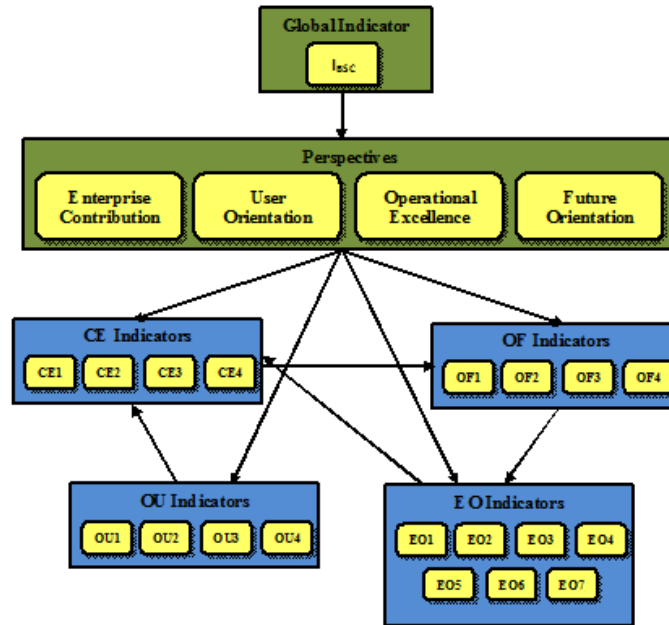 Global Indicator
I BSC
Perspectives
Enterprise
Contribution
User
Orientation
Operational
Excellence
Future
Orientation
CE Indicators
CE1 CE2 CE3 CE4
OF Indicators
OF1 OF2 OF3 OF4
OU Indicators
OU1 OU2 OU3 OU4
EO Indicators
EO1 EO2 EO3 EO4
EO5 EO6 EO7